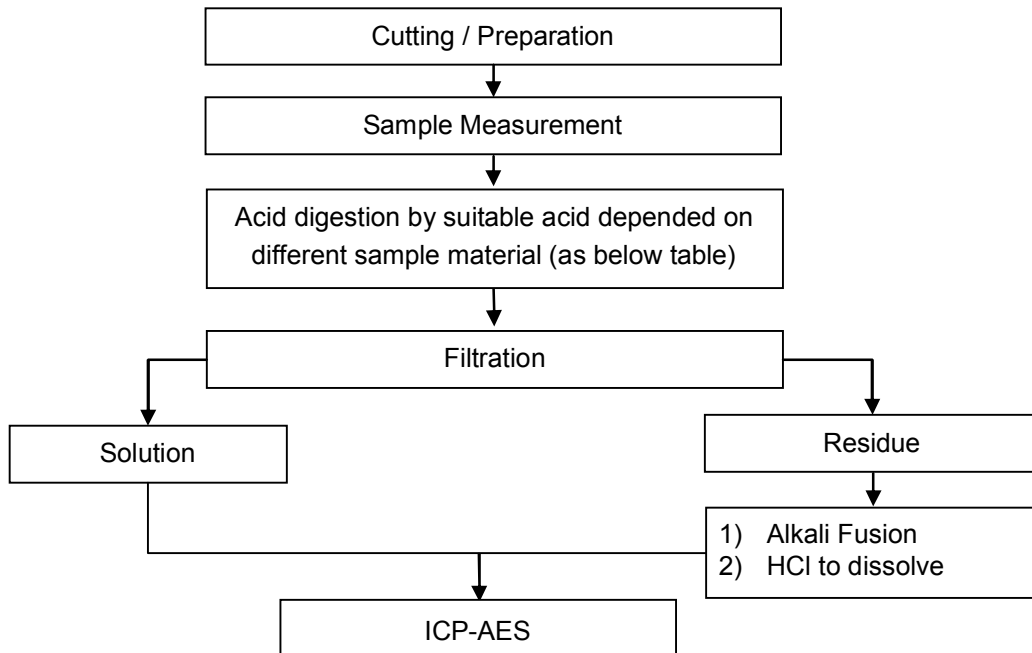 Cutting / Preparation
Sample Measurement
Acid digestion by suitable acid depended on
different sample material (as below table)
Filtration
Solution
Residue
1) Alkali Fusion
2) HCl to dissolve
ICP-AES